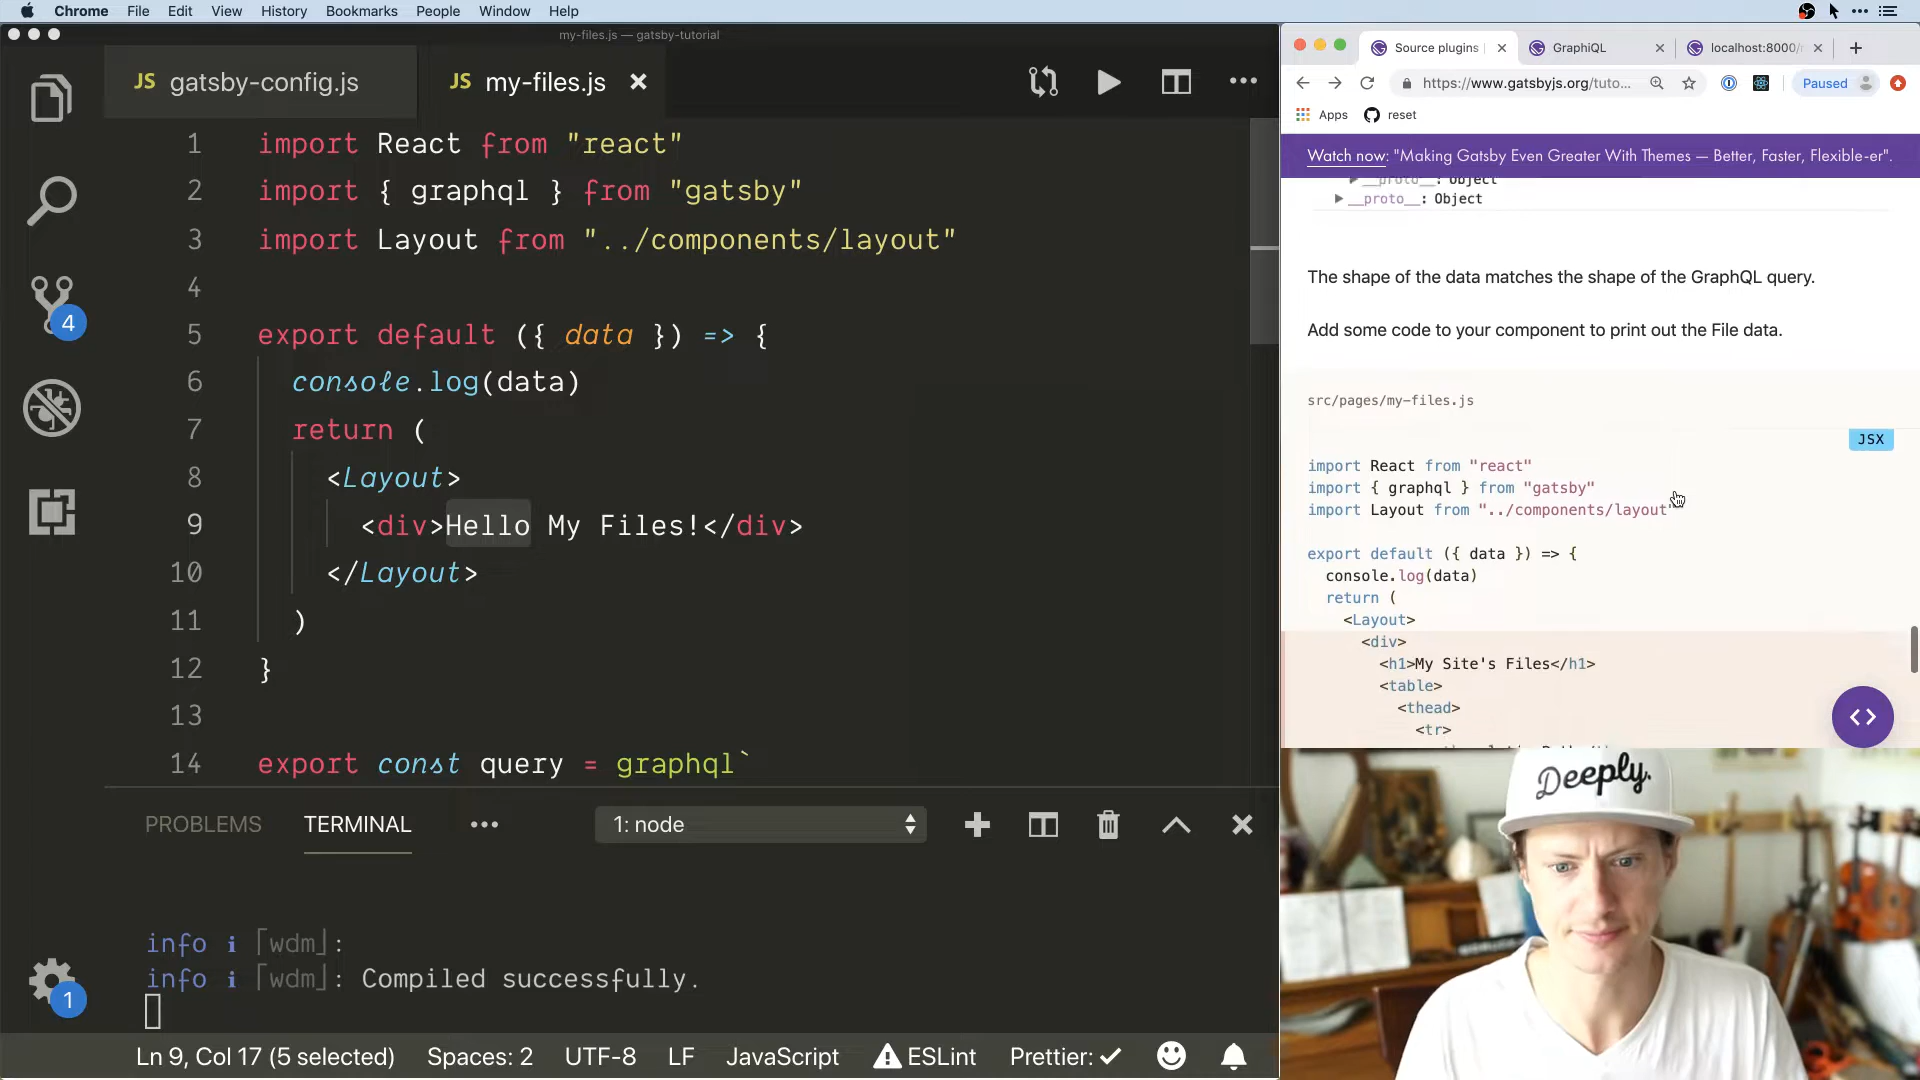 Chrome File Edit View History Bookmarks People Window Help
my-files.js — gatsby-tutorial
JS gatsby-config.js
JS my-files.js
1 import React from "react"
2 import { graphql } from "gatsby"
3 import Layout from "../components/layout"
4
5 export default ({ data }) => {
6 console.log(data)
7 return (
8 <Layout>
9 <div>Hello My Files!</div>
10 </Layout>
11 )
12 }
13
14 export const query = graphql`
4
1
PROBLEMS TERMINAL
1: node
info i ⌈wdm⌋:
info i ⌈wdm⌋: Compiled successfully.
Ln 9, Col 17 (5 selected) Spaces: 2 UTF-8 LF JavaScript ESLint Prettier: ✓
Source plugins
GraphiQL
localhost:8000/
https://www.gatsbyjs.org/tuto...
Paused
Apps reset
Watch now: "Making Gatsby Even Greater With Themes — Better, Faster, Flexible-er".
__proto__: Object
__proto__: Object
The shape of the data matches the shape of the GraphQL query.
Add some code to your component to print out the File data.
src/pages/my-files.js
JSX
import React from "react"
import { graphql } from "gatsby"
import Layout from "../components/layout"
export default ({ data }) => {
console.log(data)
return (
<Layout>
<div>
<h1>My Site's Files</h1>
<table>
<thead>
<tr>
Deeply.